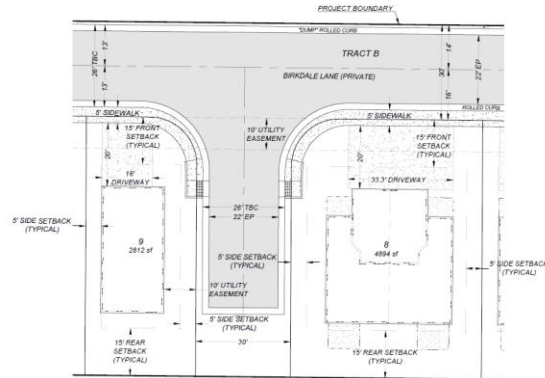 PROJECT BOUNDARY
"DUMP" ROLLED CURB
TRACT B
26' TBC
13'
13'
BIRKDALE LANE (PRIVATE)
14'
30'
16'
22' EP
ROLLED CURB
5' SIDEWALK
5' SIDEWALK
15' FRONT
SETBACK
(TYPICAL)
10' UTILITY
EASEMENT
15' FRONT
SETBACK
(TYPICAL)
20'
20'
16'
DRIVEWAY
33.3' DRIVEWAY
26' TBC
22' EP
5' SIDE SETBACK
(TYPICAL)
9
2812 sf
8
4894 sf
5' SIDE SETBACK
(TYPICAL)
5' SIDE SETBACK
(TYPICAL)
10' UTILITY
EASEMENT
5' SIDE SETBACK
(TYPICAL)
15' REAR
SETBACK
(TYPICAL)
30'
15'REAR
SETBACK
(TYPICAL)